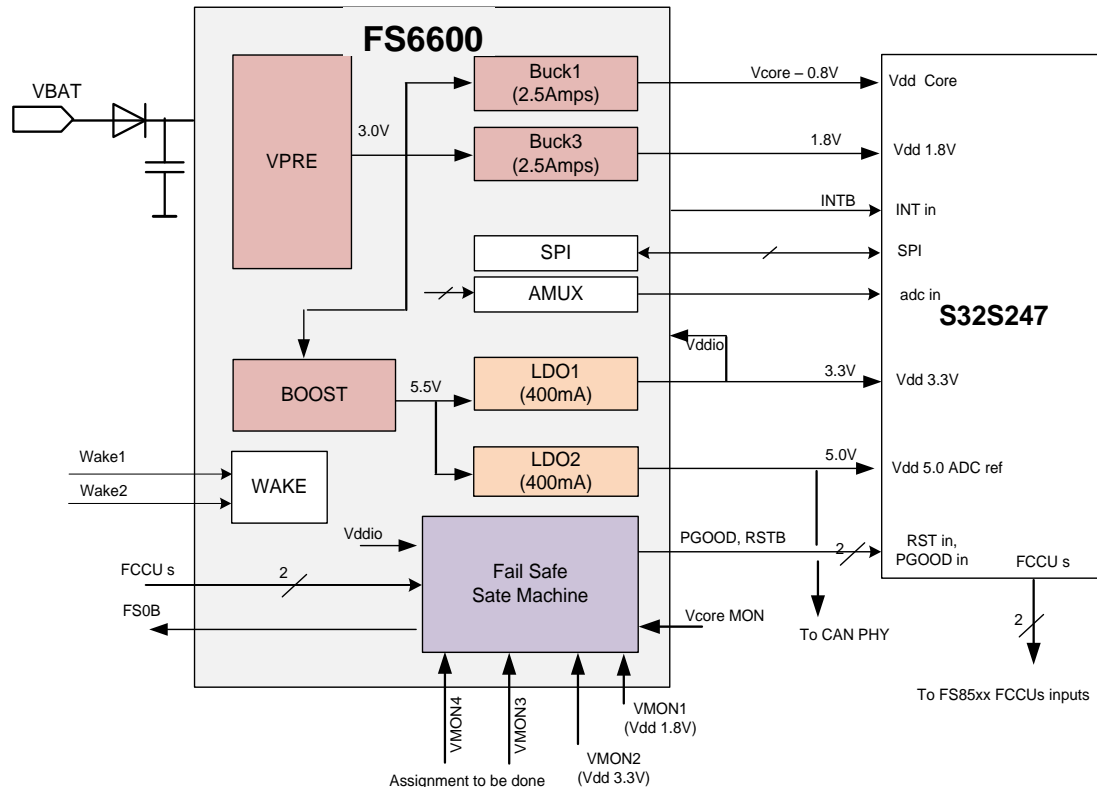 FS6600
VBAT
VPRE
3.0V
Buck1
(2.5Amps)
Vcore – 0.8V
Vdd Core
Buck3
(2.5Amps)
1.8V
Vdd 1.8V
INTB
INT in
SPI
SPI
AMUX
adc in
S32S247
Vddio
BOOST
5.5V
LDO1
(400mA)
3.3V
Vdd 3.3V
LDO2
(400mA)
5.0V
Vdd 5.0 ADC ref
Wake1
Wake2
WAKE
Vddio
FCCU s
2
FS0B
Fail Safe
Sate Machine
PGOOD, RSTB
2
RST in,
PGOOD in
FCCU s
2
Vcore MON
To CAN PHY
To FS85xx FCCUs inputs
VMON4
VMON3
VMON1
(Vdd 1.8V)
VMON2
(Vdd 3.3V)
Assignment to be done